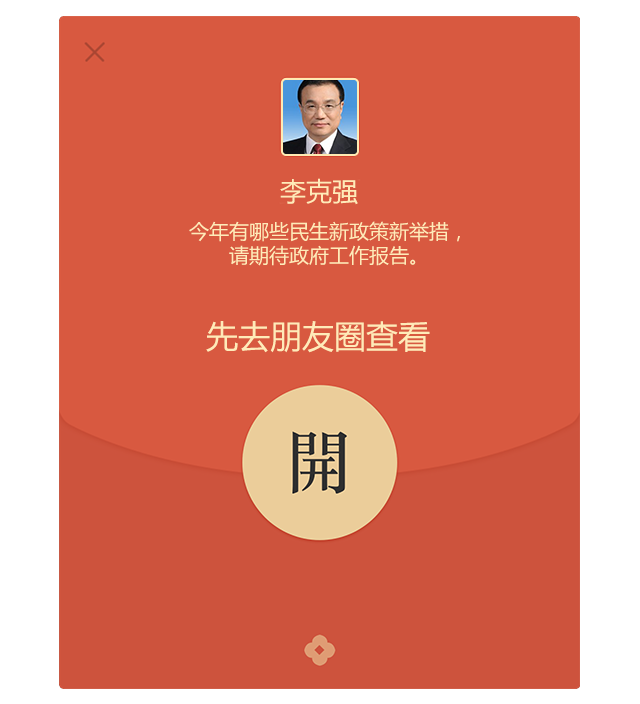 李克强
今年有哪些民生新政策新举措，
请期待政府工作报告。
先去朋友圈查看
開